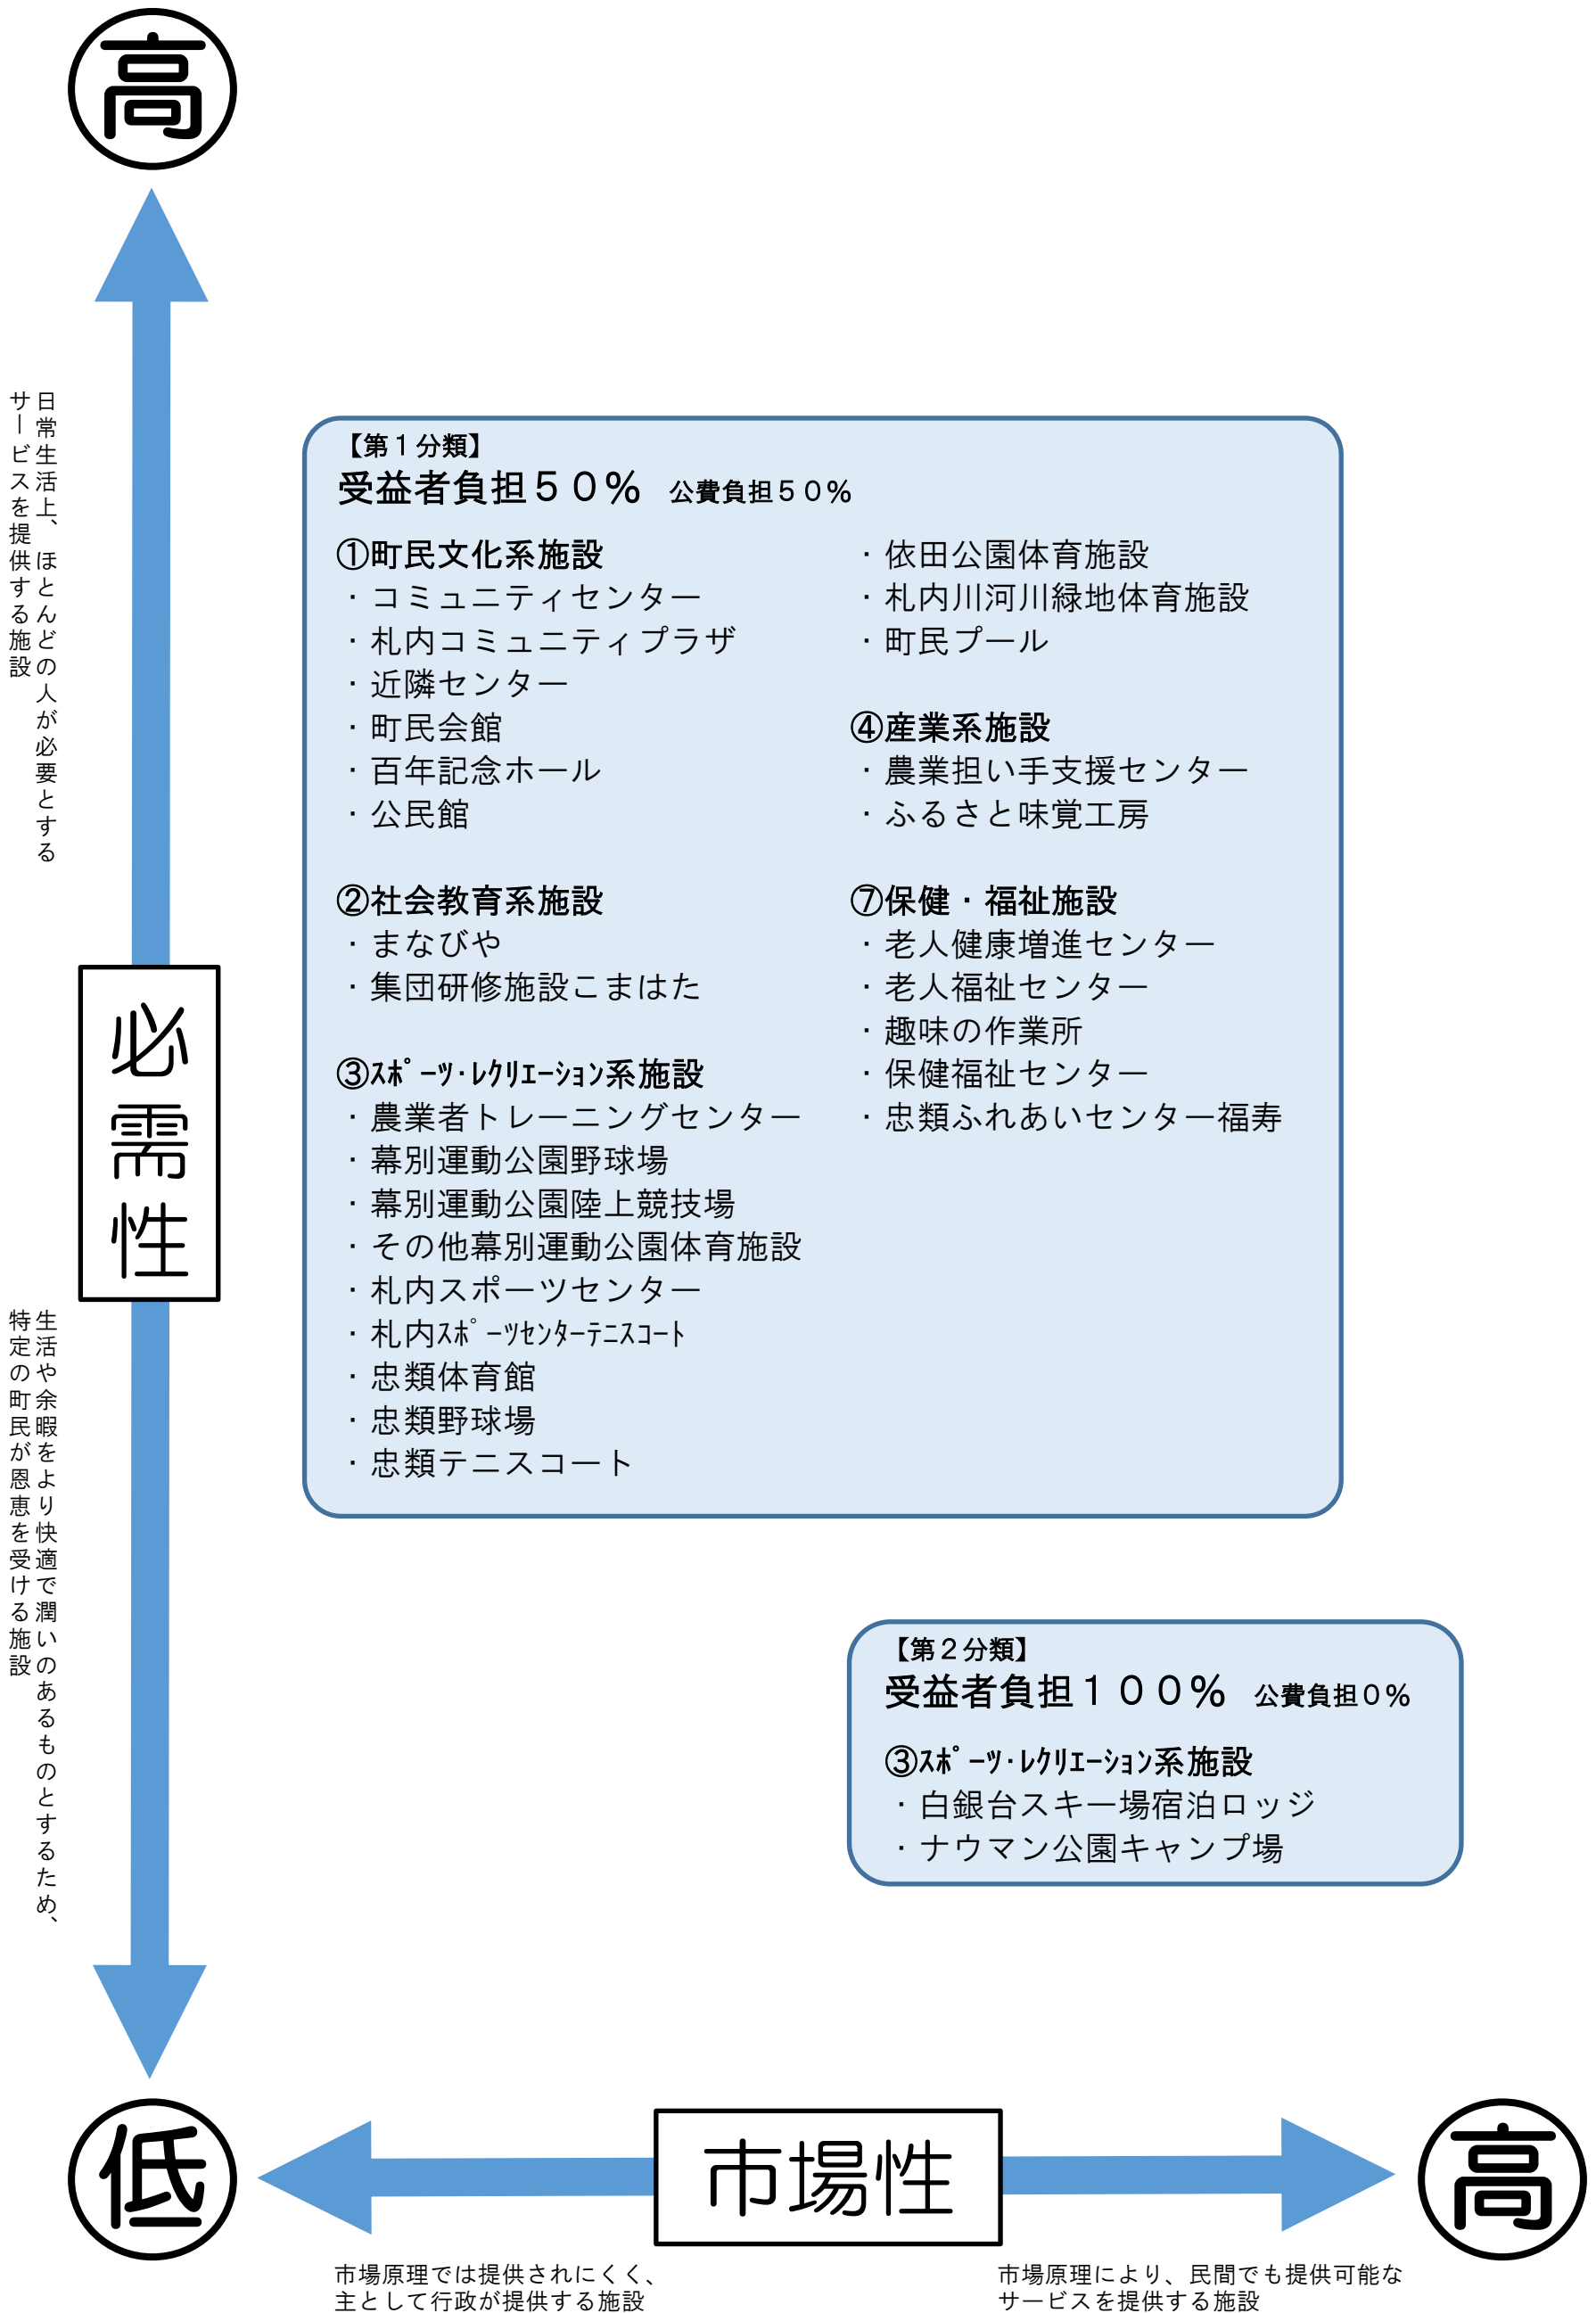 高
日常生活上、ほとんどの人が必要とする
サービスを提供する施設
必需性
生活や余暇をより快適で潤いのあるものとするため、
特定の町民が恩恵を受ける施設
【第１分類】
受益者負担５０％　公費負担５０％
①町民文化系施設
・コミュニティセンター
・札内コミュニティプラザ
・近隣センター
・町民会館
・百年記念ホール
・公民館
②社会教育系施設
・まなびや
・集団研修施設こまはた
③ｽﾎﾟｰﾂ･ﾚｸﾘｴｰｼｮﾝ系施設
・農業者トレーニングセンター
・幕別運動公園野球場
・幕別運動公園陸上競技場
・その他幕別運動公園体育施設
・札内スポーツセンター
・札内ｽﾎﾟｰﾂｾﾝﾀｰﾃﾆｽｺｰﾄ
・忠類体育館
・忠類野球場
・忠類テニスコート
・依田公園体育施設
・札内川河川緑地体育施設
・町民プール
④産業系施設
・農業担い手支援センター
・ふるさと味覚工房
⑦保健・福祉施設
・老人健康増進センター
・老人福祉センター
・趣味の作業所
・保健福祉センター
・忠類ふれあいセンター福寿
【第２分類】
受益者負担１００％　公費負担０％
③ｽﾎﾟｰﾂ･ﾚｸﾘｴｰｼｮﾝ系施設
・白銀台スキー場宿泊ロッジ
・ナウマン公園キャンプ場
低
市場性
高
市場原理では提供されにくく、
主として行政が提供する施設
市場原理により、民間でも提供可能な
サービスを提供する施設